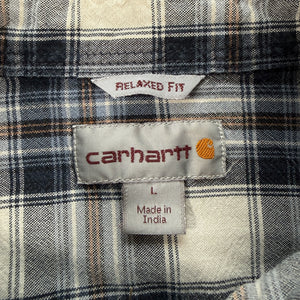 RELAXED FIT
carhartt
L
Made in
India